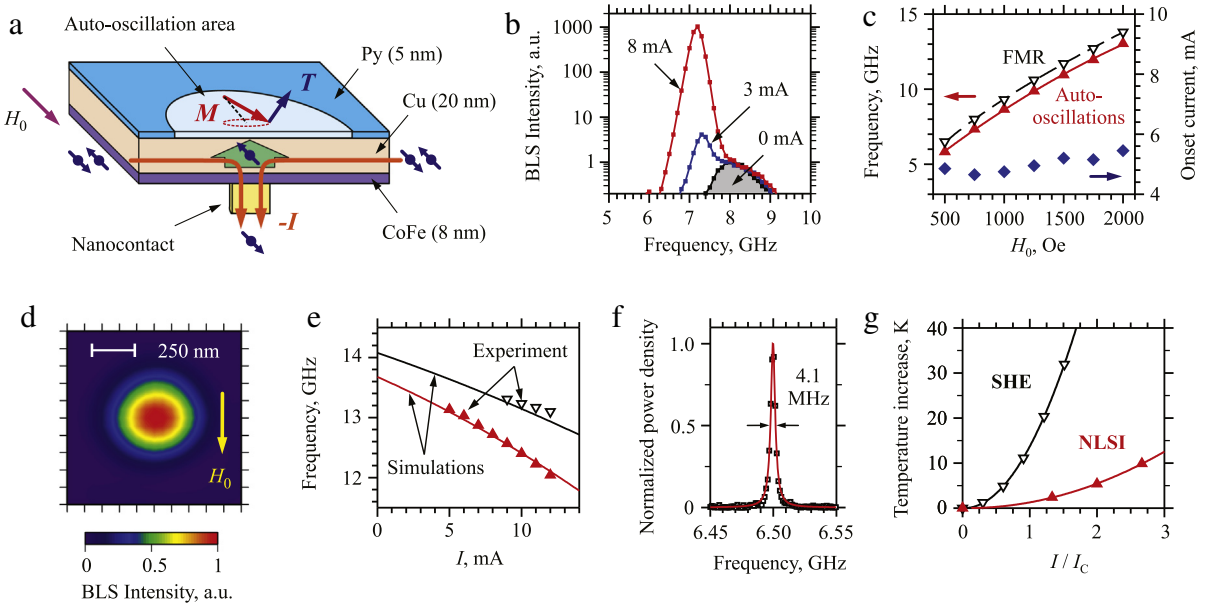 a
Auto-oscillation area
Py (5 nm)
T
M
Cu (20 nm)
H0
-I
Nanocontact
CoFe (8 nm)
b
BLS Intensity, a.u.
1000
100
10
1
8 mA
3 mA
0 mA
5 6 7 8 9 10
Frequency, GHz
c
Frequency, GHz
15
10
5
FMR
Auto-
oscillations
10
9
8
7
6
5
4
Onset current, mA
500 1000 1500 2000
H0, Oe
d
250 nm
H0
0 0.5 1
BLS Intensity, a.u.
e
Frequency, GHz
14
13
12
Experiment
Simulations
0 5 10
I, mA
f
Normalized power density
1.0
0.5
0
4.1
MHz
6.45 6.50 6.55
Frequency, GHz
g
Temperature increase, K
40
30
20
10
0
SHE
NLSI
0 1 2 3
I / IC